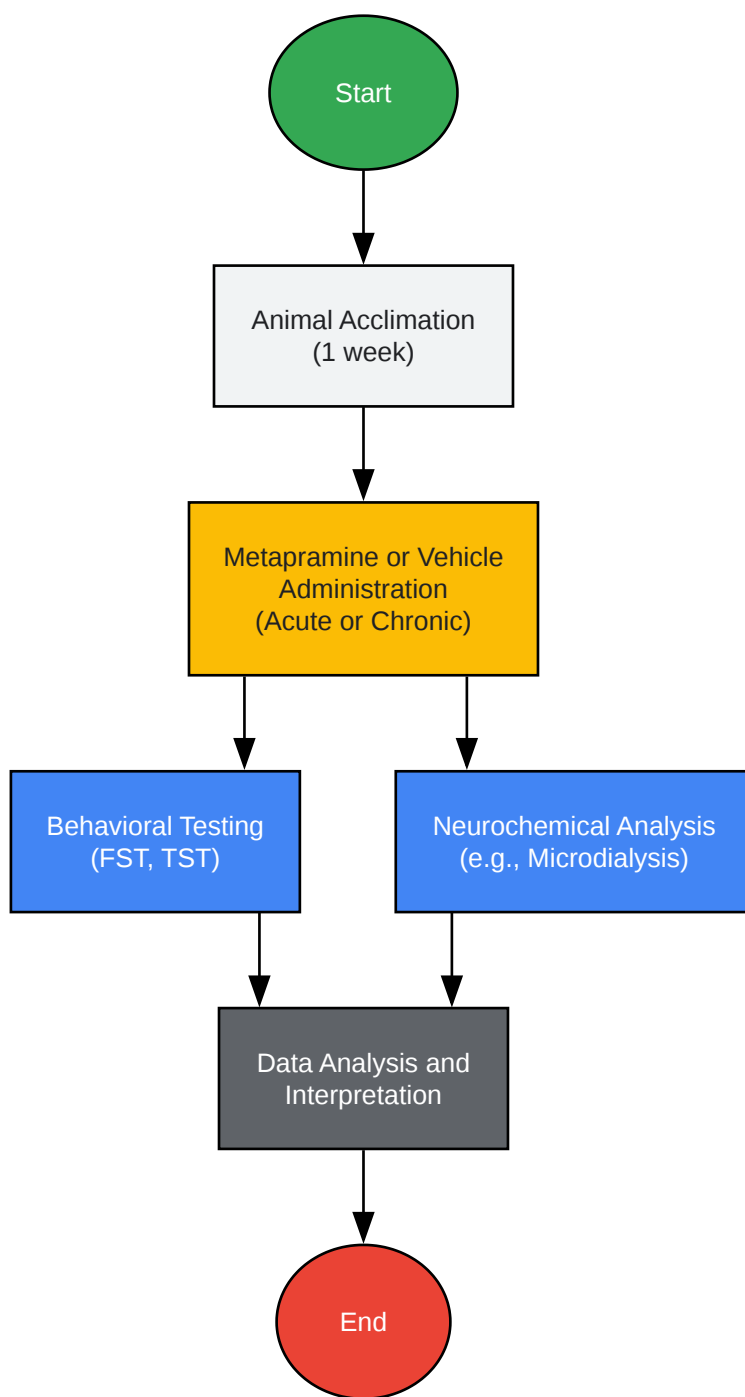 Start
Animal Acclimation
(1 week)
Metapramine or Vehicle
Administration
(Acute or Chronic)
Behavioral Testing
(FST, TST)
Neurochemical Analysis
(e.g., Microdialysis)
Data Analysis and
Interpretation
End